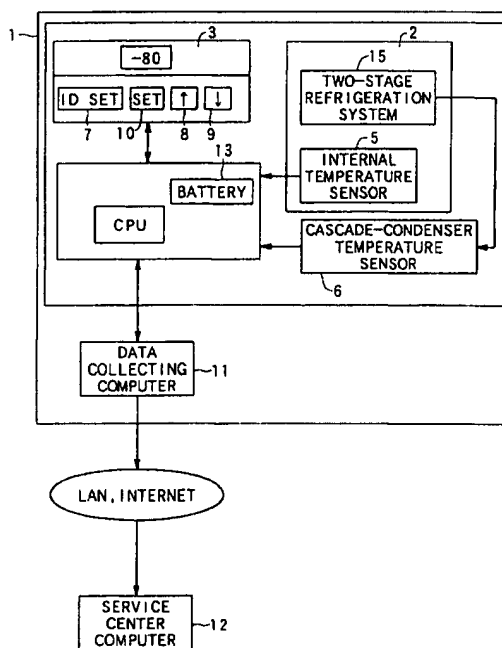 1
3
2
-80
15
TWO-STAGE
REFRIGERATION
SYSTEM
ID SET
SET
↑
↓
7
10
8
9
5
INTERNAL
TEMPERATURE
SENSOR
13
BATTERY
CPU
CASCADE-CONDENSER
TEMPERATURE
SENSOR
6
DATA
COLLECTING
COMPUTER
11
LAN, INTERNET
SERVICE
CENTER
COMPUTER
12